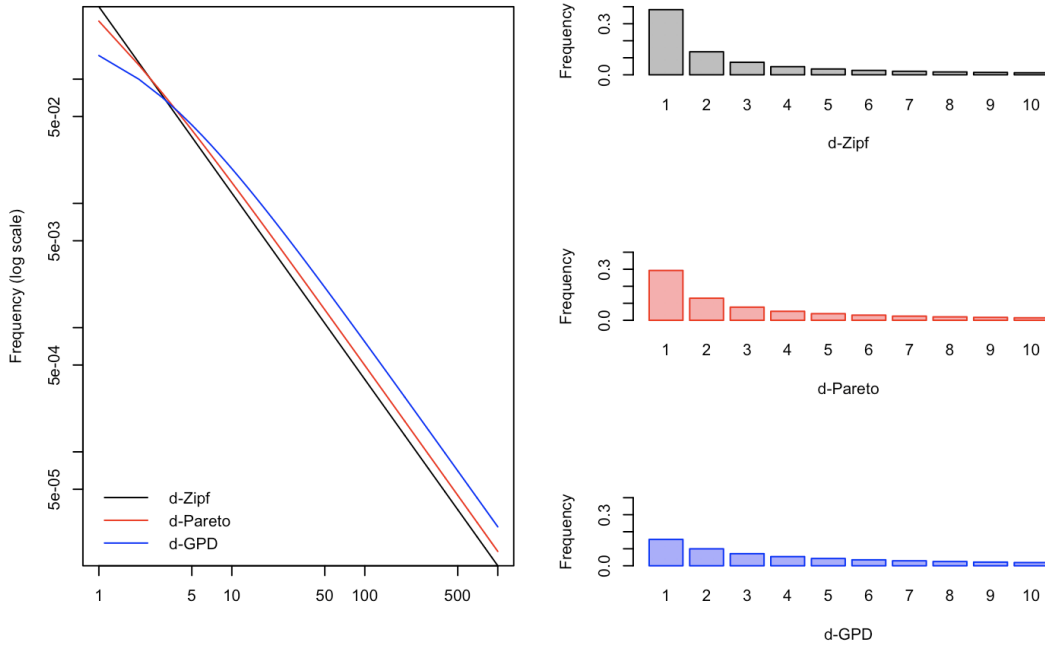 Frequency (log scale)
5e-02
5e-03
5e-04
5e-05
d-Zipf
d-Pareto
d-GPD
1 5 10 50 100 500
Frequency
0.3
0.0
1 2 3 4 5 6 7 8 9 10
d-Zipf
Frequency
0.3
0.0
1 2 3 4 5 6 7 8 9 10
d-Pareto
Frequency
0.3
0.0
1 2 3 4 5 6 7 8 9 10
d-GPD